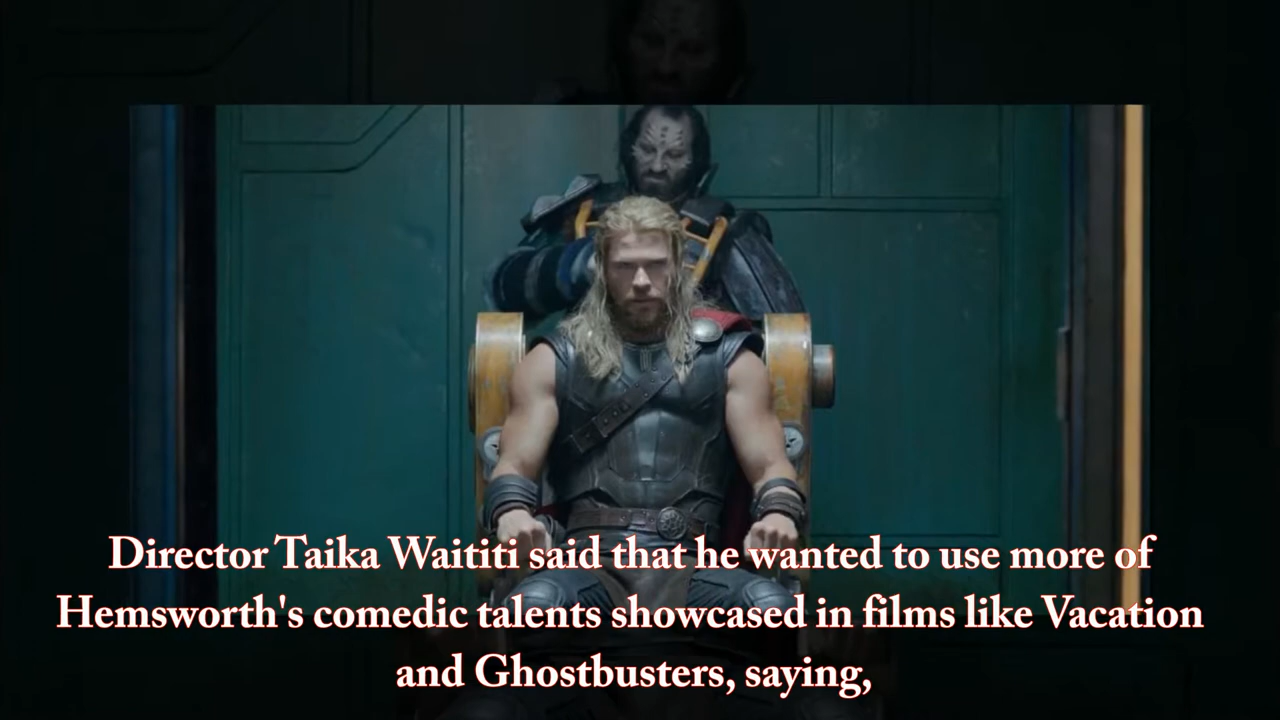 Director Taika Waititi said that he wanted to use more of
Hemsworth's comedic talents showcased in films like Vacation
and Ghostbusters, saying,